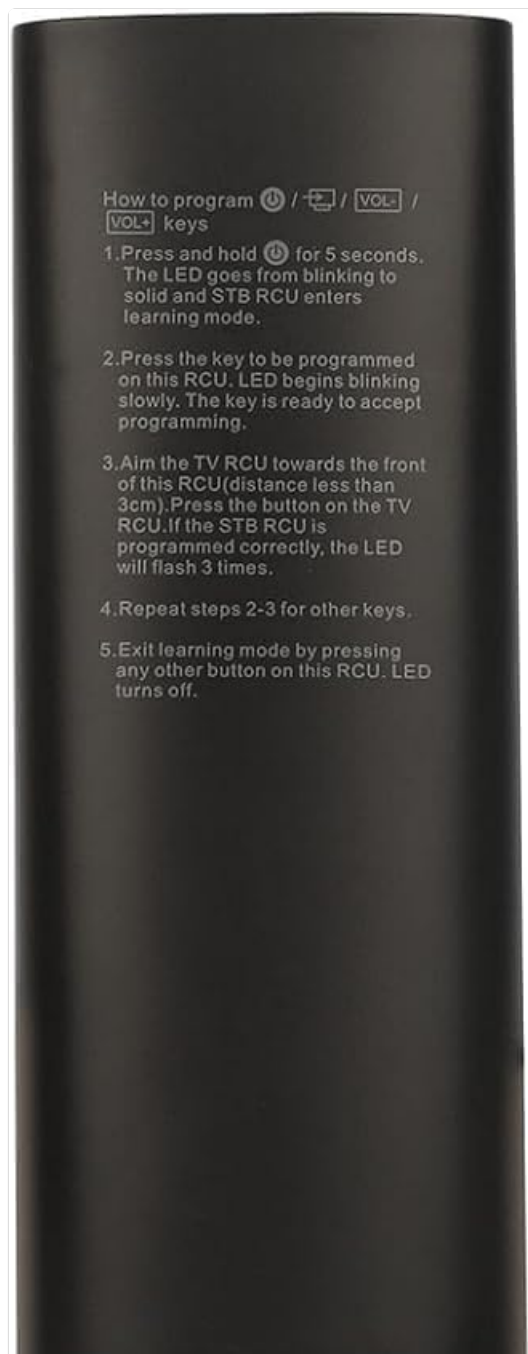 How to program ⏻ / / VOL- /
VOL+ keys
1.Press and hold ⏻ for 5 seconds.
The LED goes from blinking to
solid and STB RCU enters
learning mode.
2.Press the key to be programmed
on this RCU. LED begins blinking
slowly. The key is ready to accept
programming.
3.Aim the TV RCU towards the front
of this RCU(distance less than
3cm).Press the button on the TV
RCU.If the STB RCU is
programmed correctly, the LED
will flash 3 times.
4.Repeat steps 2-3 for other keys.
5.Exit learning mode by pressing
any other button on this RCU. LED
turns off.